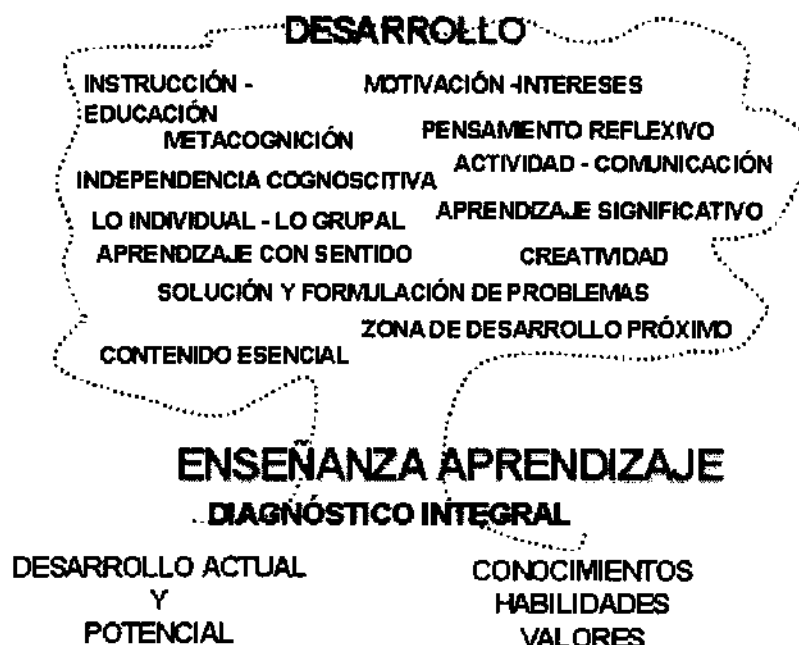 DESARROLLO
INSTRUCCIÓN -
EDUCACIÓN
MOTIVACIÓN -INTERESES
METACOGNICIÓN
PENSAMIENTO REFLEXIVO
ACTIVIDAD - COMUNICACIÓN
INDEPENDENCIA COGNOSCITIVA
LO INDIVIDUAL - LO GRUPAL
APRENDIZAJE SIGNIFICATIVO
APRENDIZAJE CON SENTIDO
CREATIVIDAD
SOLUCIÓN Y FORMULACIÓN DE PROBLEMAS
ZONA DE DESARROLLO PRÓXIMO
CONTENIDO ESENCIAL
ENSEÑANZA APRENDIZAJE
DIAGNÓSTICO INTEGRAL
DESARROLLO ACTUAL
Y
POTENCIAL
CONOCIMIENTOS
HABILIDADES
VALORES